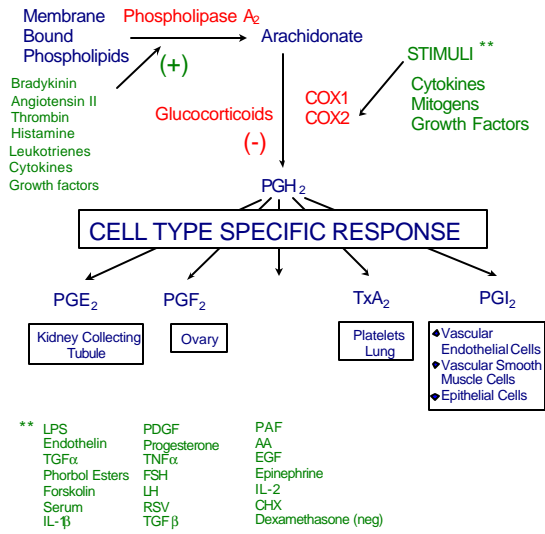 Membrane
Bound
Phospholipids
Phospholipase A₂
Arachidonate
(+)
Bradykinin
Angiotensin II
Thrombin
Histamine
Leukotrienes
Cytokines
Growth factors
Glucocorticoids
(-)
COX1
COX2
STIMULI **
Cytokines
Mitogens
Growth Factors
PGH₂
CELL TYPE SPECIFIC RESPONSE
PGE₂
Kidney Collecting
Tubule
PGF₂
Ovary
TxA₂
Platelets
Lung
PGI₂
Vascular
Endothelial Cells
Vascular Smooth
Muscle Cells
Epithelial Cells
** LPS
Endothelin
TGFα
Phorbol Esters
Forskolin
Serum
IL-1β
PDGF
Progesterone
TNFα
FSH
LH
RSV
TGFβ
PAF
AA
EGF
Epinephrine
IL-2
CHX
Dexamethasone (neg)